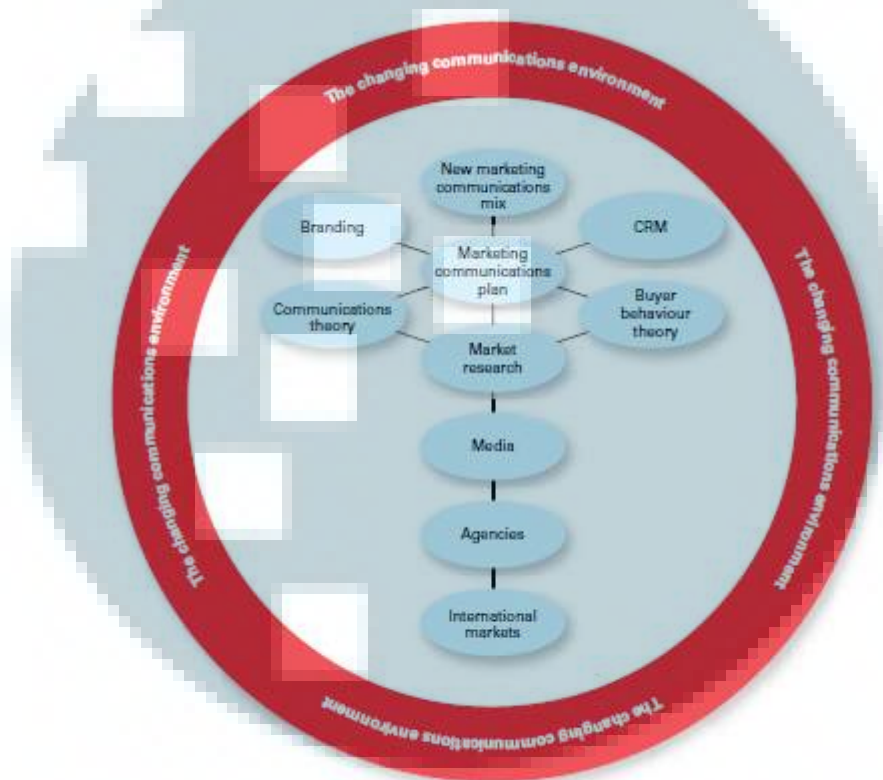 The changing communications environment
New marketing
communications
mix
Branding
CRM
Marketing
communications
plan
Communications
theory
Buyer
behaviour
theory
Market
research
Media
Agencies
International
markets
The changing communications environment
The changing communications environment
The changing communications environment